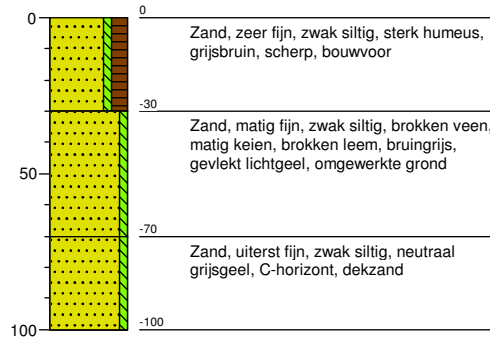 0
0
Zand, zeer fijn, zwak siltig, sterk humeus,
grijsbruin, scherp, bouwvoor
-30
Zand, matig fijn, zwak siltig, brokken veen,
matig keien, brokken leem, bruingrijs,
gevlekt lichtgeel, omgewerkte grond
50
-70
Zand, uiterst fijn, zwak siltig, neutraal
grijsgeel, C-horizont, dekzand
100
-100